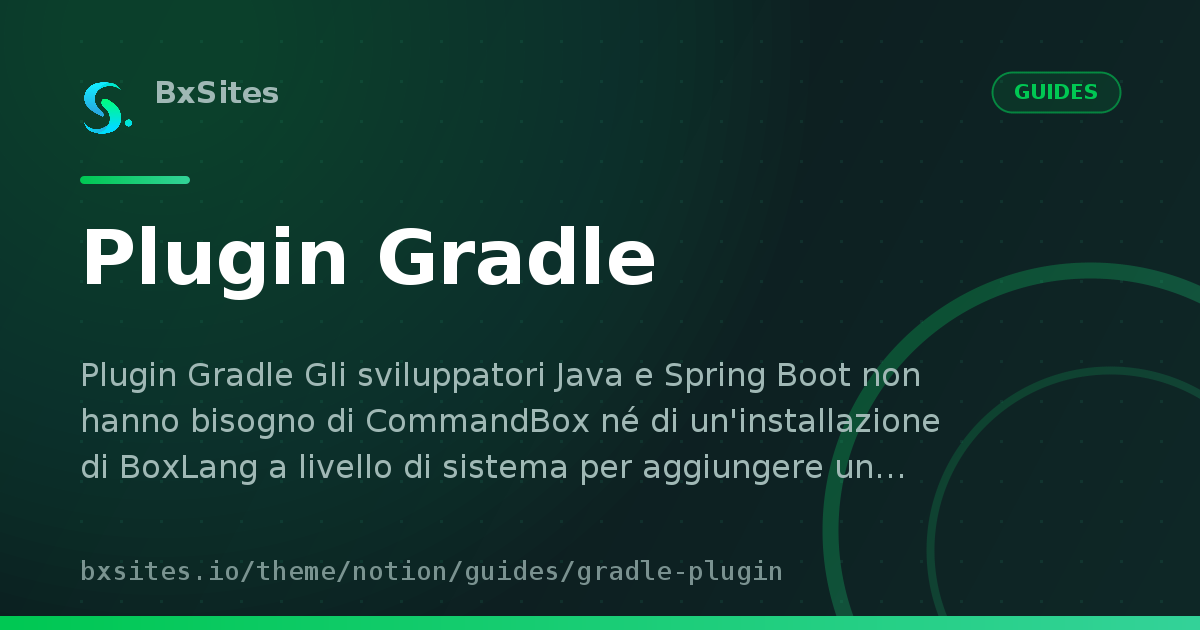 BxSites
GUIDES
Plugin Gradle
Plugin Gradle Gli sviluppatori Java e Spring Boot non
hanno bisogno di CommandBox né di un'installazione
di BoxLang a livello di sistema per aggiungere un...
bxsites.io/theme/notion/guides/gradle-plugin